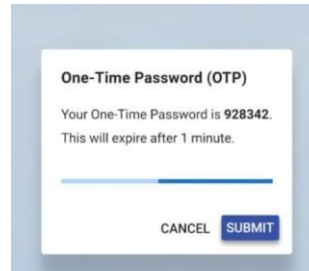 One-Time Password (OTP)
Your One-Time Password is 928342.
This will expire after 1 minute.
CANCEL SUBMIT